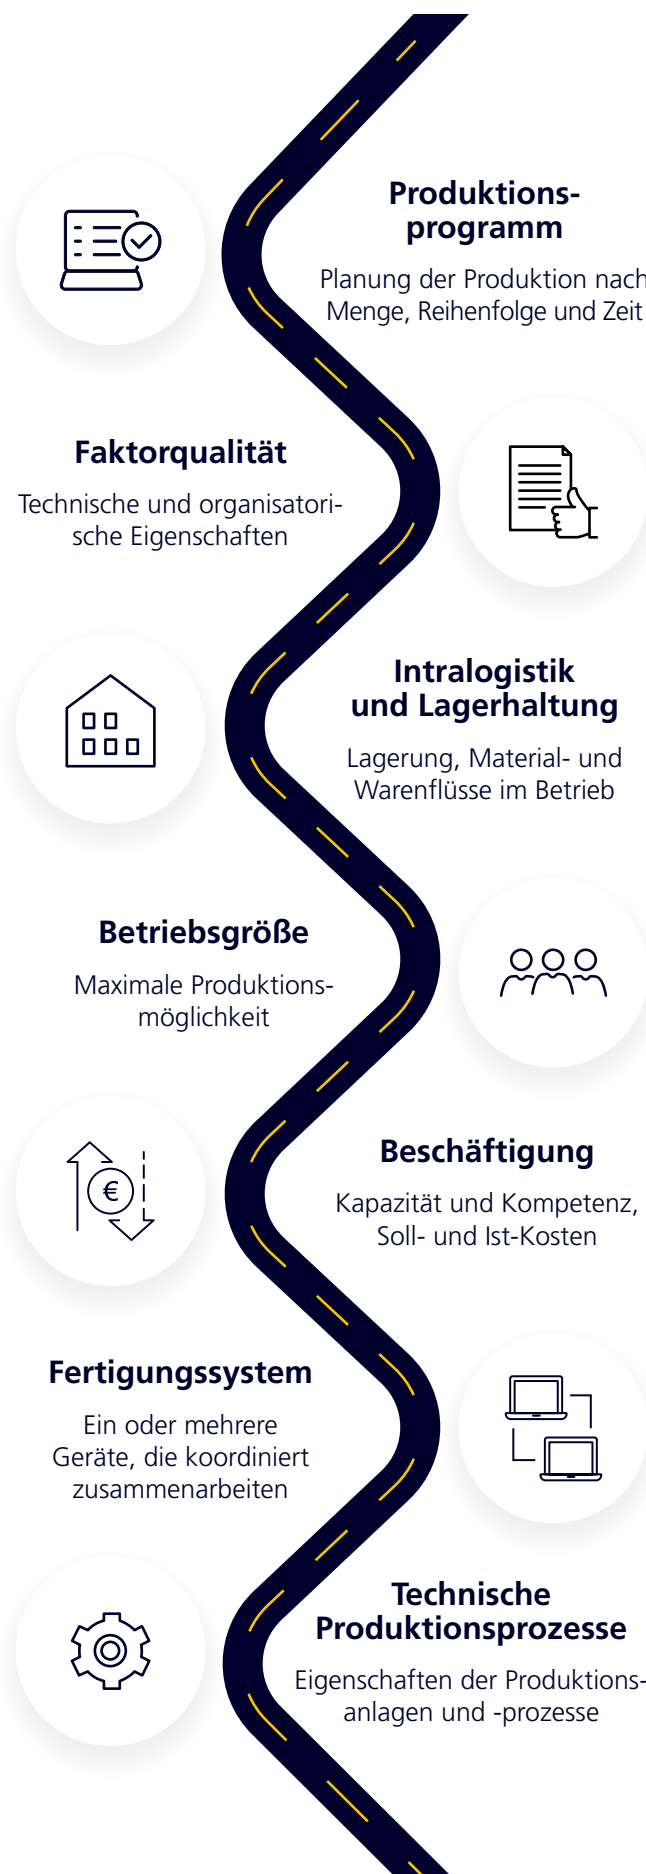 Produktions-
programm
Planung der Produktion nach
Menge, Reihenfolge und Zeit
Faktorqualität
Technische und organisatori-
sche Eigenschaften
Intralogistik
und Lagerhaltung
Lagerung, Material- und
Warenflüsse im Betrieb
Betriebsgröße
Maximale Produktions-
möglichkeit
€
Beschäftigung
Kapazität und Kompetenz,
Soll- und Ist-Kosten
Fertigungssystem
Ein oder mehrere
Geräte, die koordiniert
zusammenarbeiten
Technische
Produktionsprozesse
Eigenschaften der Produktions-
anlagen und -prozesse